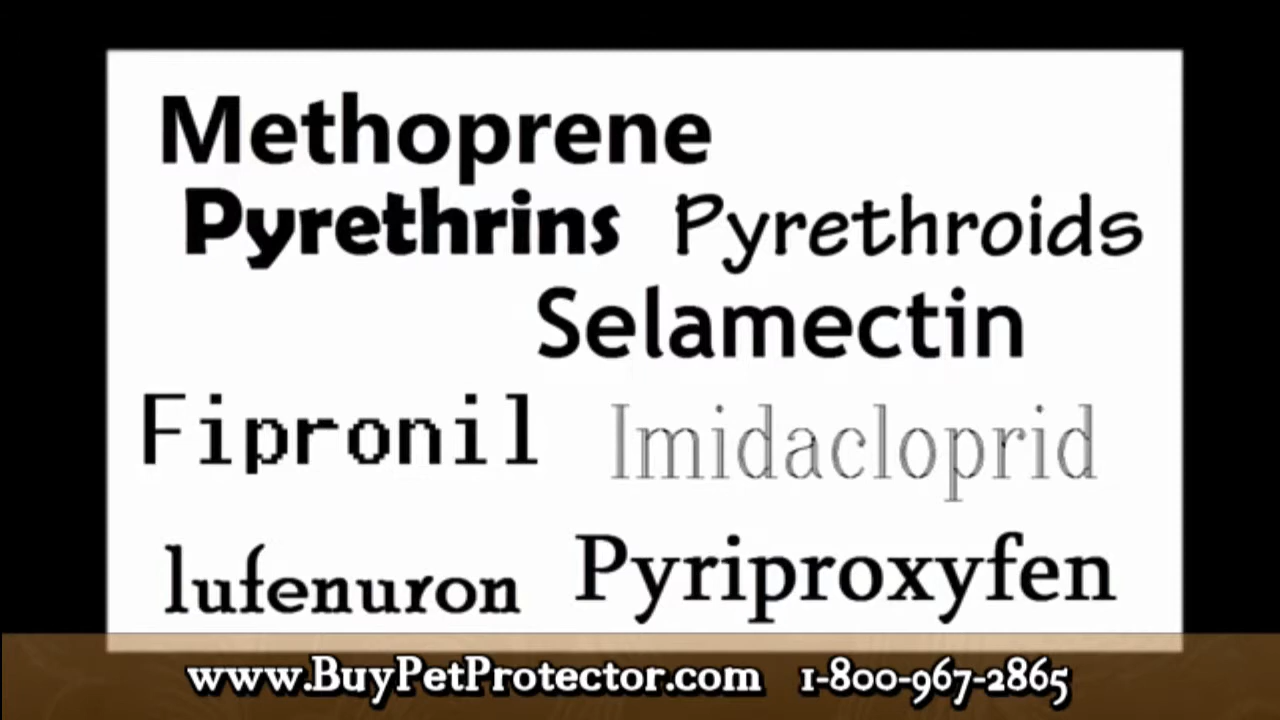 Methoprene
Pyrethrins Pyrethroids
Selamectin
Fipronil Imidacloprid
lufenuron Pyriproxyfen
www.BuyPetProtector.com 1-800-967-2865